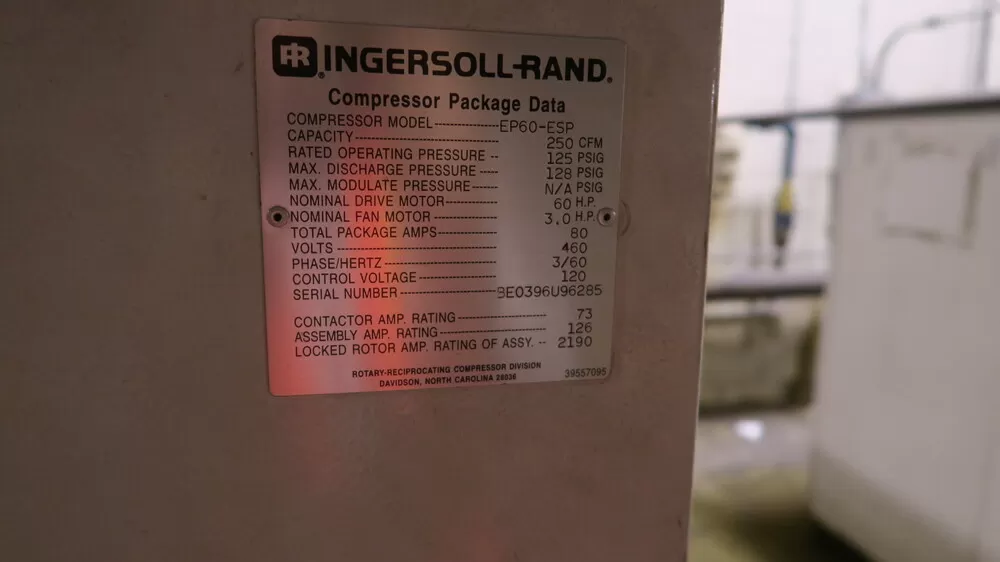 IR INGERSOLL-RAND®
Compressor Package Data
COMPRESSOR MODEL---------------EP60-ESP
CAPACITY---------------------------------- 250 CFM
RATED OPERATING PRESSURE -- 125 PSIG
MAX. DISCHARGE PRESSURE ----- 128 PSIG
MAX. MODULATE PRESSURE------- N/A PSIG
NOMINAL DRIVE MOTOR------------- 60 H.P.
NOMINAL FAN MOTOR --------------- 3.0 H.P.
TOTAL PACKAGE AMPS-------------- 80
VOLTS -------------------------------------- 460
PHASE/HERTZ --------------------------- 3/60
CONTROL VOLTAGE ------------------- 120
SERIAL NUMBER ----------------------- BE0396U96285
CONTACTOR AMP. RATING ------------------- 73
ASSEMBLY AMP. RATING ---------------------- 126
LOCKED ROTOR AMP. RATING OF ASSY. -- 2190
ROTARY-RECIPROCATING COMPRESSOR DIVISION
DAVIDSON, NORTH CAROLINA 28036 39557095